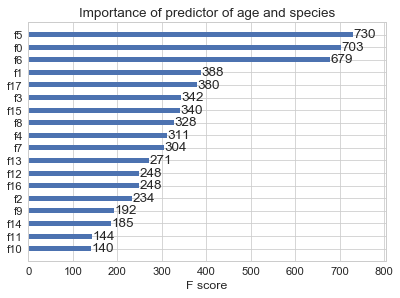 Importance of predictor of age and species
f5 730
f0 703
f6 679
f1 388
f17 380
f3 342
f15 340
f8 328
f4 311
f7 304
f13 271
f12 248
f16 248
f2 234
f9 192
f14 185
f11 144
f10 140
0 100 200 300 400 500 600 700 800
F score